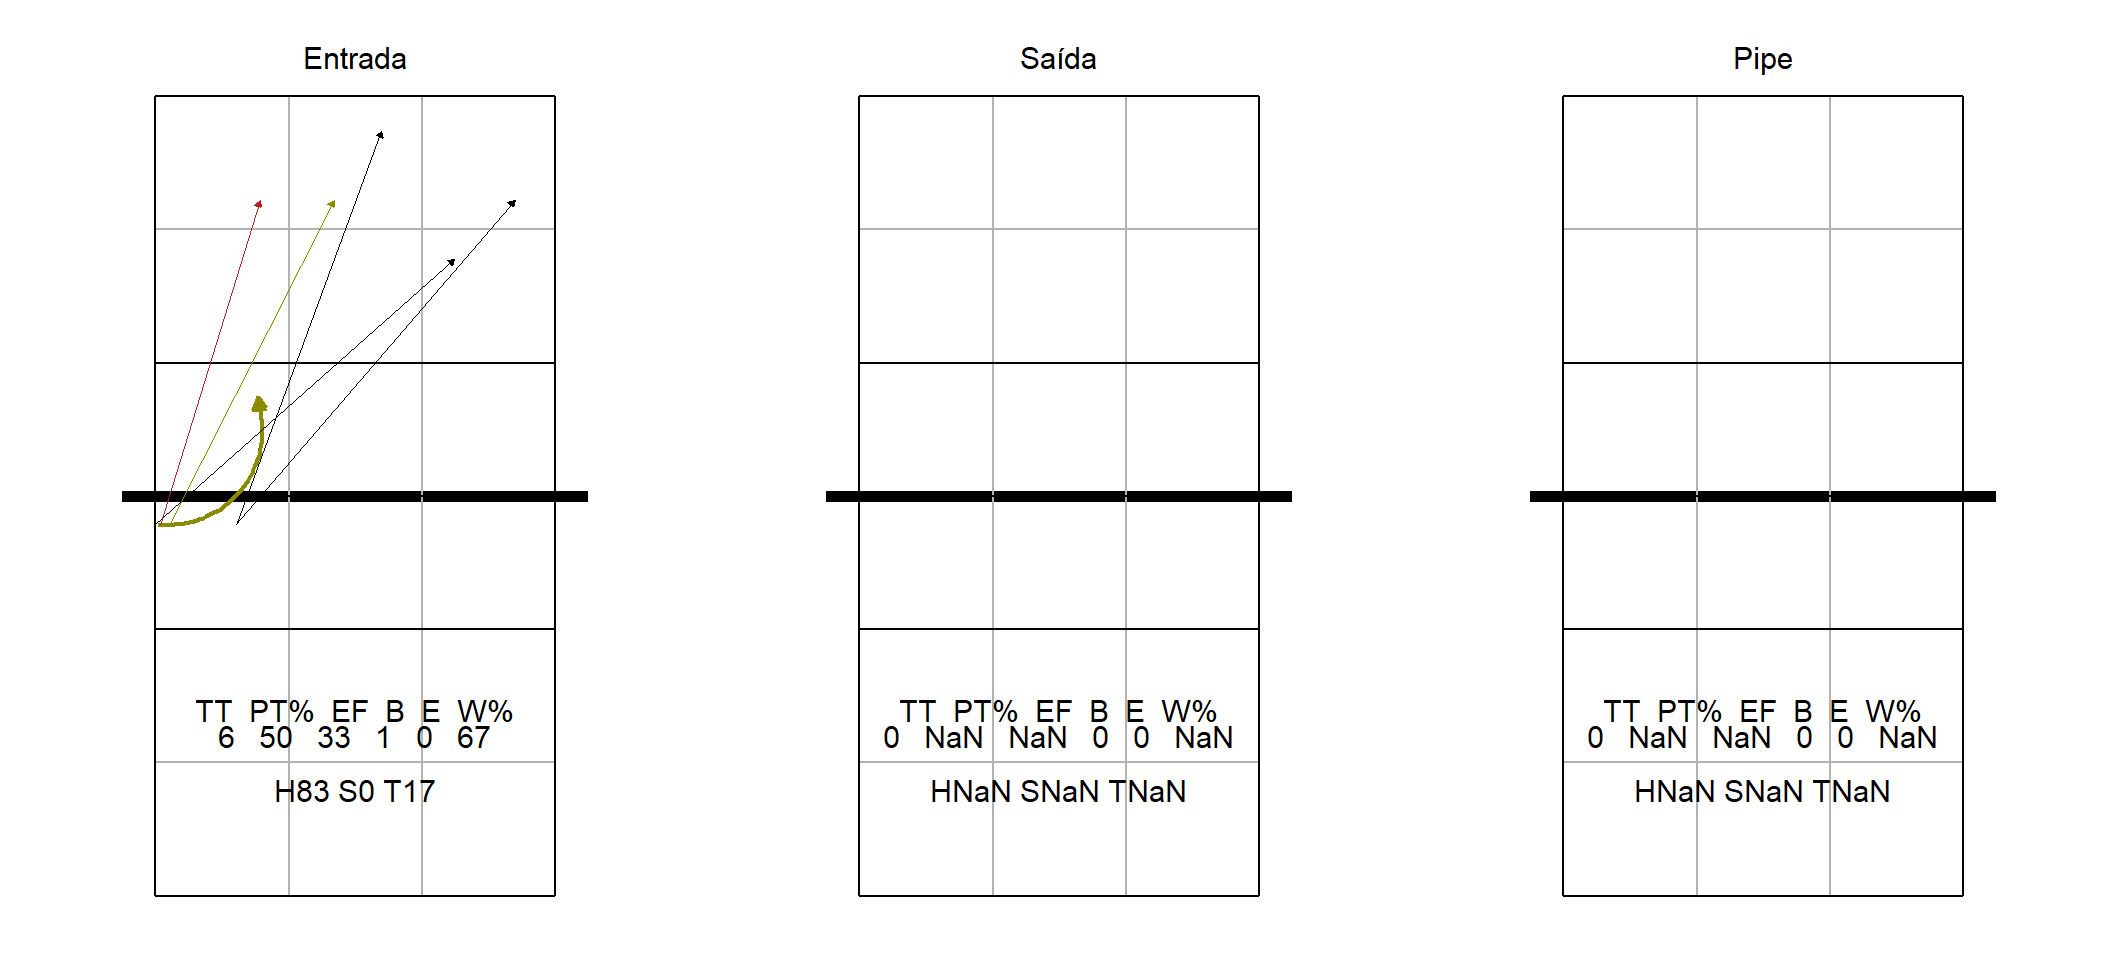 Entrada
TT PT% EF B E W%
6 50 33 1 0 67
H83 S0 T17
Saída
TT PT% EF B E W%
0 NaN NaN 0 0 NaN
HNaN SNaN TNaN
Pipe
TT PT% EF B E W%
0 NaN NaN 0 0 NaN
HNaN SNaN TNaN